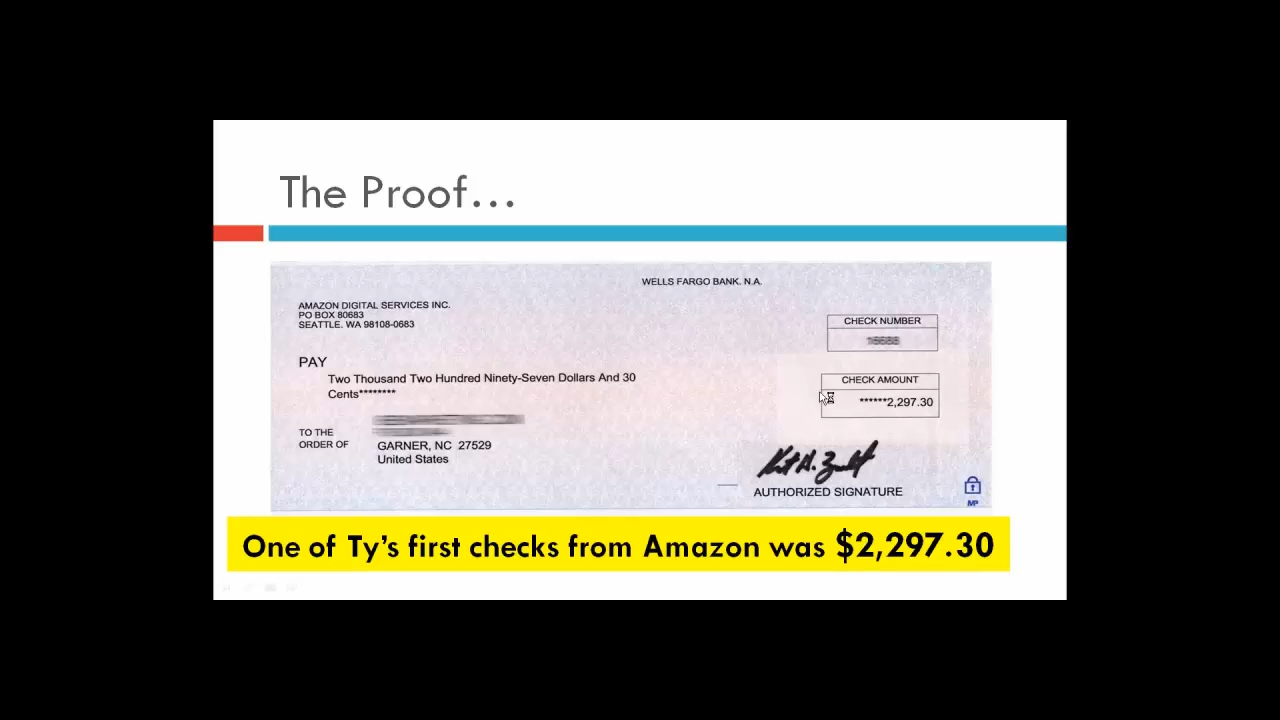 The Proof...
WELLS FARGO BANK. N.A.
AMAZON DIGITAL SERVICES INC.
PO BOX 80683
SEATTLE. WA 98108-0683
CHECK NUMBER
PAY
Two Thousand Two Hundred Ninety-Seven Dollars And 30
Cents********
CHECK AMOUNT
******2,297.30
TO THE
ORDER OF
GARNER, NC 27529
United States
AUTHORIZED SIGNATURE
MP
One of Ty's first checks from Amazon was $2,297.30